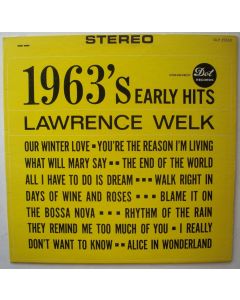 STEREO
1963's EARLY HITS
Dot
LAWRENCE WELK
OUR WINTER LOVE • YOU'RE THE REASON I'M LIVING
WHAT WILL MARY SAY • • THE END OF THE WORLD
ALL I HAVE TO DO IS DREAM • • • WALK RIGHT IN
DAYS OF WINE AND ROSES • • • BLAME IT ON
THE BOSSA NOVA • • • RHYTHM OF THE RAIN
THEY REMIND ME TOO MUCH OF YOU • I REALLY
DON'T WANT TO KNOW • • ALICE IN WONDERLAND